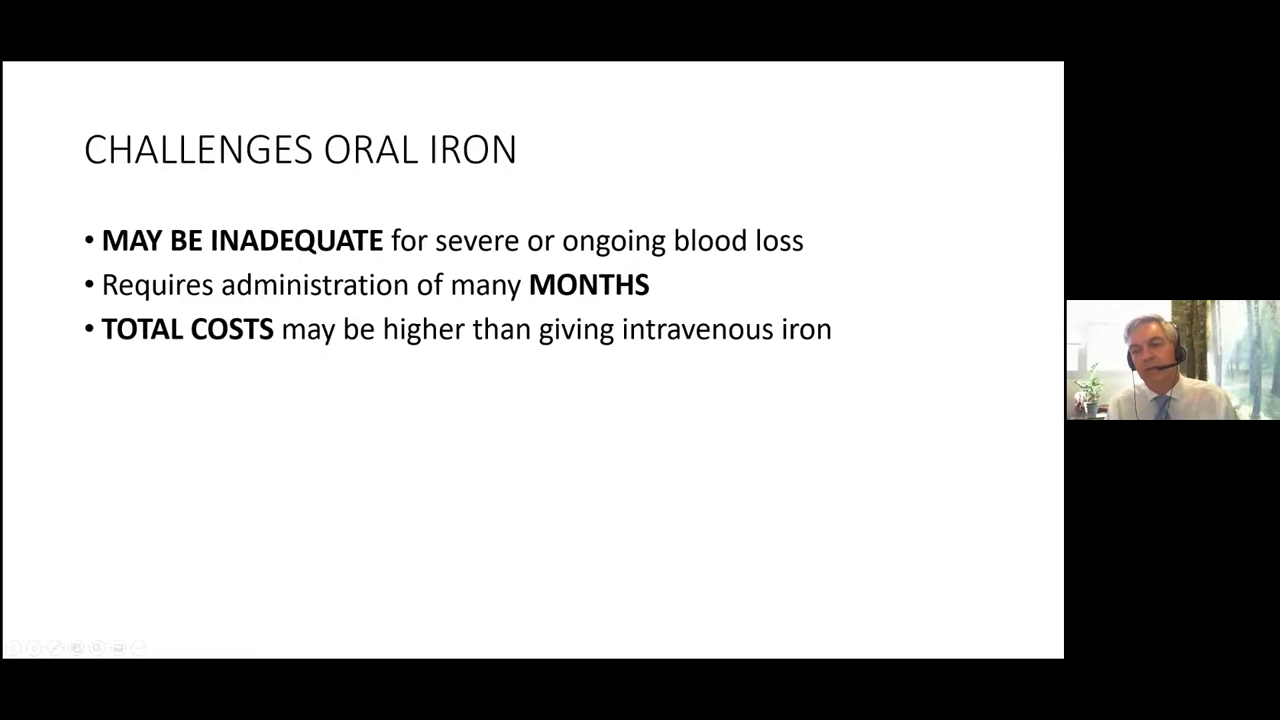 CHALLENGES ORAL IRON
• MAY BE INADEQUATE for severe or ongoing blood loss
• Requires administration of many MONTHS
• TOTAL COSTS may be higher than giving intravenous iron